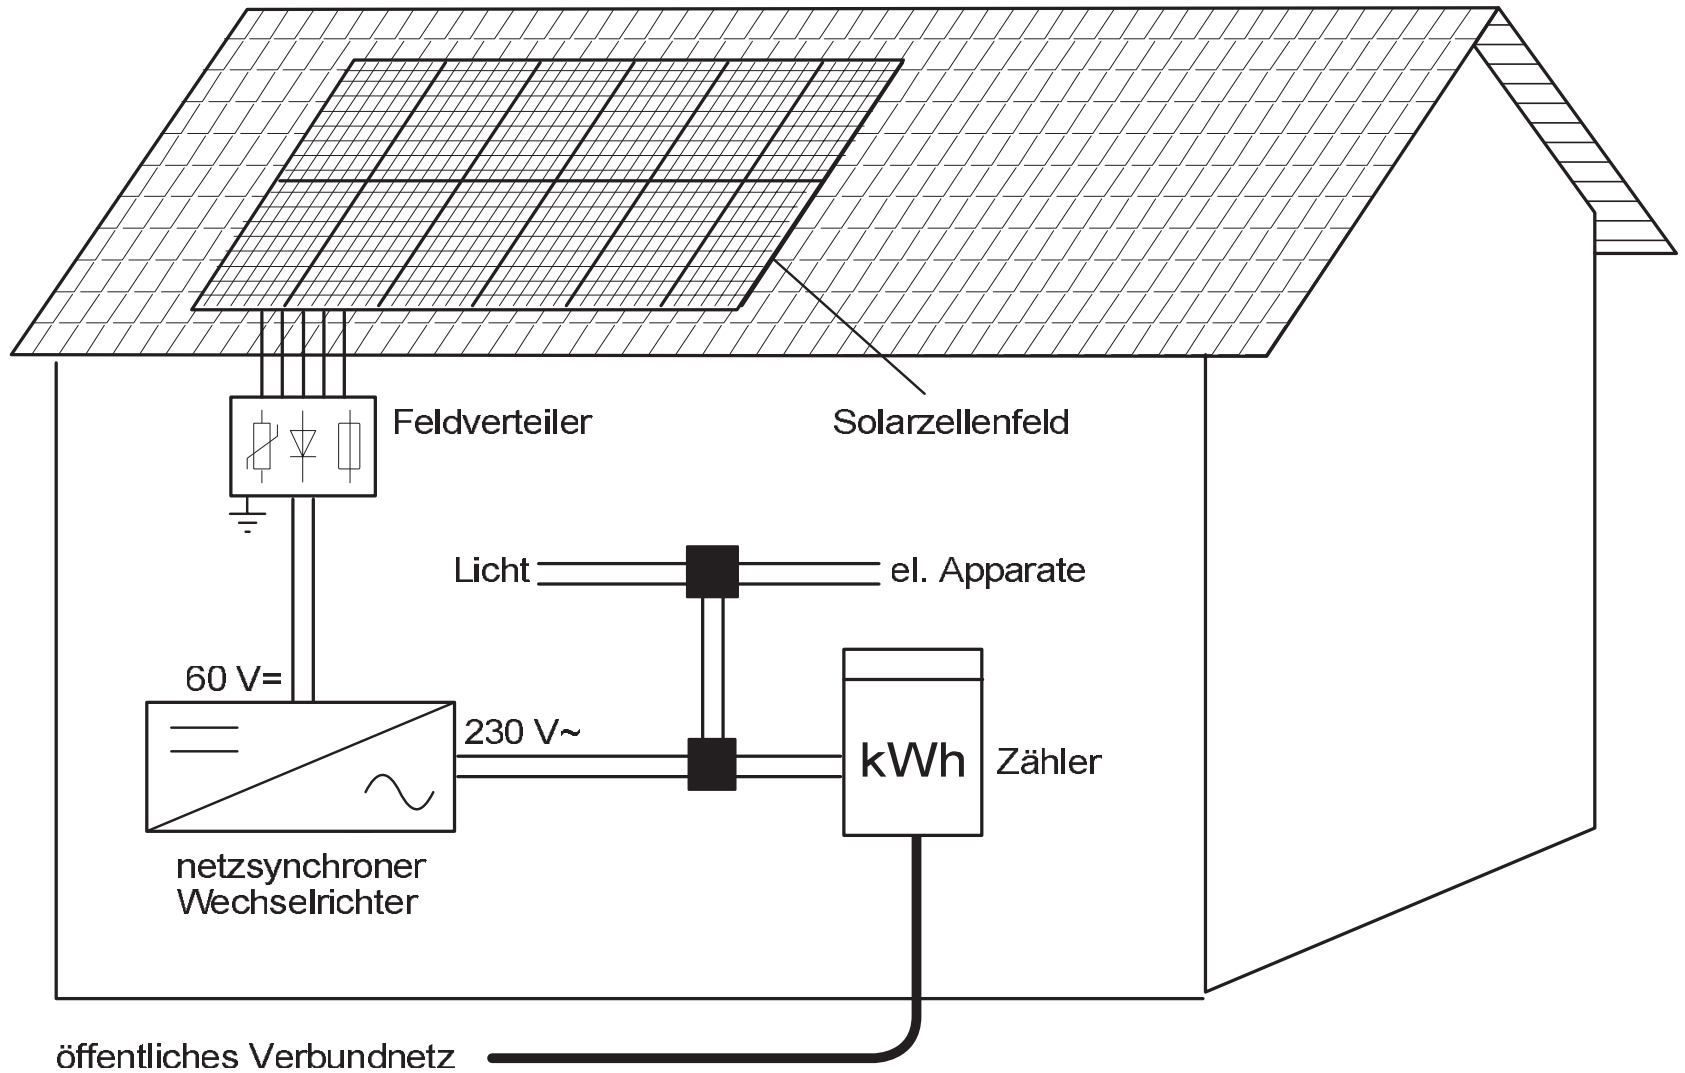 Feldverteiler
Solarzellenfeld
Licht
el. Apparate
60 V=
230 V~
kWh
Zähler
netzsynchroner
Wechselrichter
öffentliches Verbundnetz